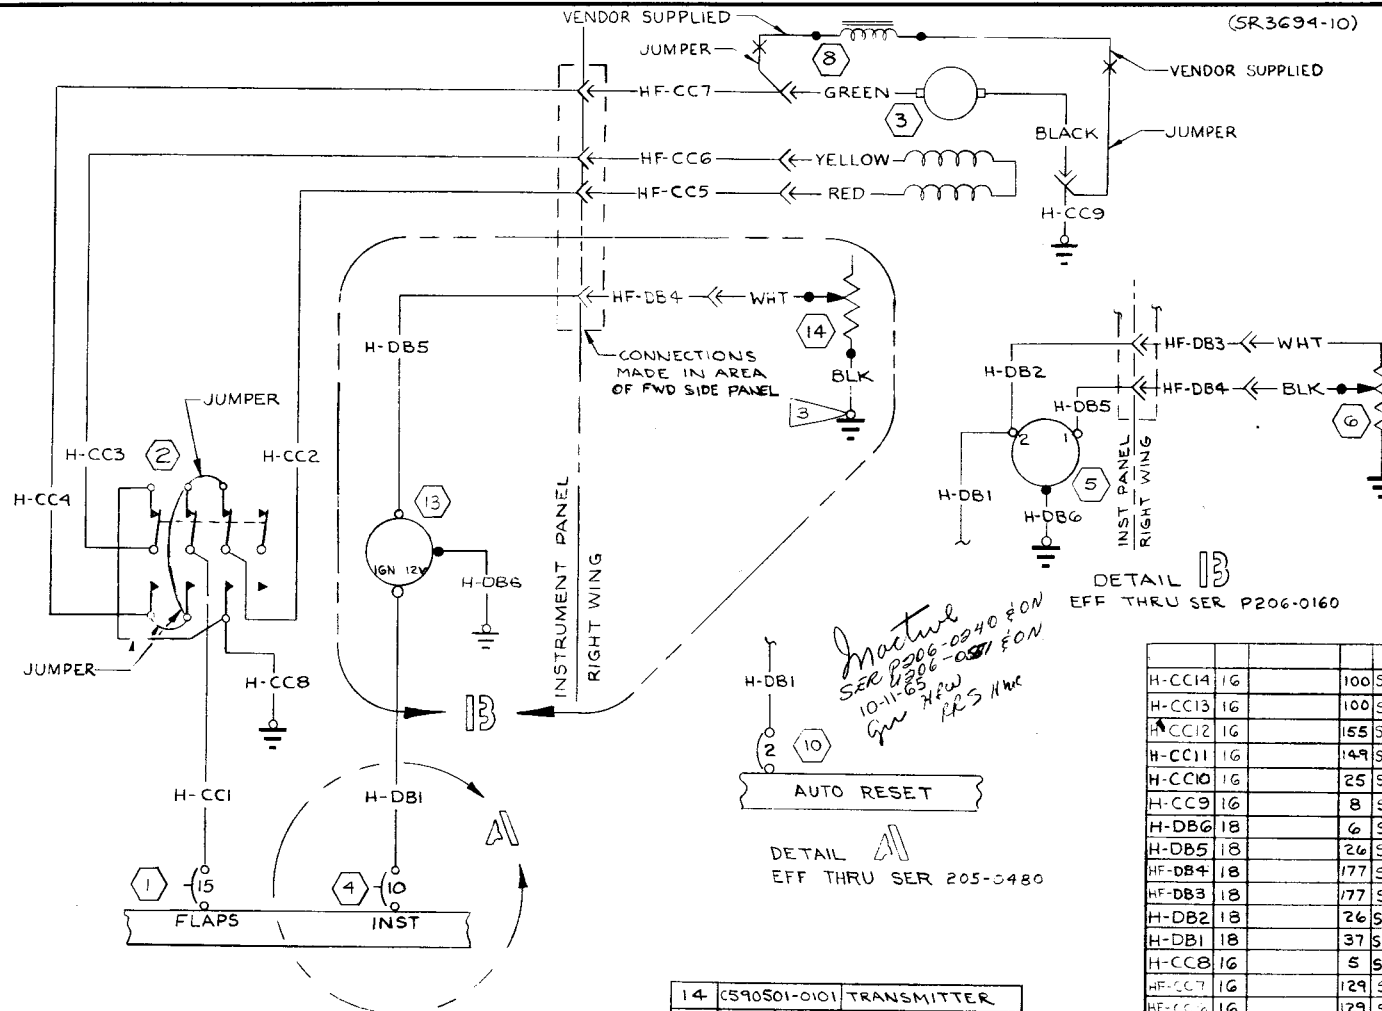 (SR3694-10)
VENDOR SUPPLIED
JUMPER
8
VENDOR SUPPLIED
HF-CC7
GREEN
3
BLACK
JUMPER
HF-CC6
YELLOW
HF-CC5
RED
H-CC9
HF-DB4
WHT
14
H-DB5
CONNECTIONS
MADE IN AREA
OF FWD SIDE PANEL
BLK
3
HF-DB3
WHT
H-DB2
HF-DB4
BLK
H-DB5
6
2
1
5
H-DB1
H-DB6
INST PANEL
RIGHT WING
DETAIL B
EFF THRU SER P206-0160
JUMPER
H-CC3
2
H-CC2
H-CC4
13
IGN 12V
H-DB6
INSTRUMENT PANEL
RIGHT WING
JUMPER
H-CC8
B
Inactive
SER P206-0240 & ON
10-11-65
H-DB1
2
10
AUTO RESET
DETAIL A
EFF THRU SER 205-0480
H-CC1
H-DB1
A
1
15
4
10
FLAPS
INST
H-CC14 16 100 S
H-CC13 16 100 S
H-CC12 16 155 S
H-CC11 16 149 S
H-CC10 16 25 S
H-CC9 16 8 S
H-DB6 18 6 S
H-DB5 18 26 S
HF-DB4 18 177 S
HF-DB3 18 177 S
H-DB2 18 26 S
H-DB1 18 37 S
H-CC8 16 5 S
HF-CC7 16 129 S
HF-CC6 16 129 S
14 C590501-0101 TRANSMITTER